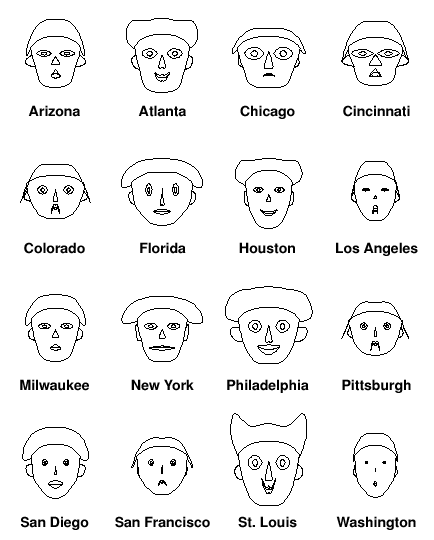 Arizona Atlanta Chicago Cincinnati
Colorado Florida Houston Los Angeles
Milwaukee New York Philadelphia Pittsburgh
San Diego San Francisco St. Louis Washington